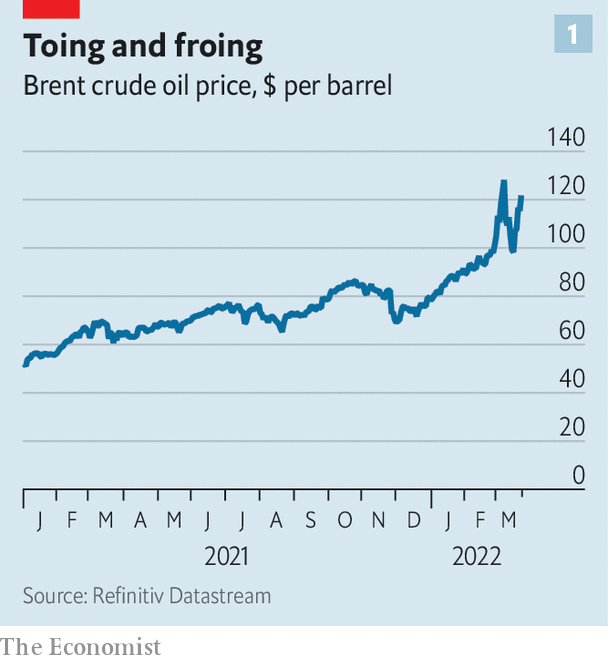 Toing and froing
1
Brent crude oil price, $ per barrel
140
120
100
80
60
40
20
0
J F M A M J J A S O N D J F M
2021 2022
Source: Refinitiv Datastream
The Economist